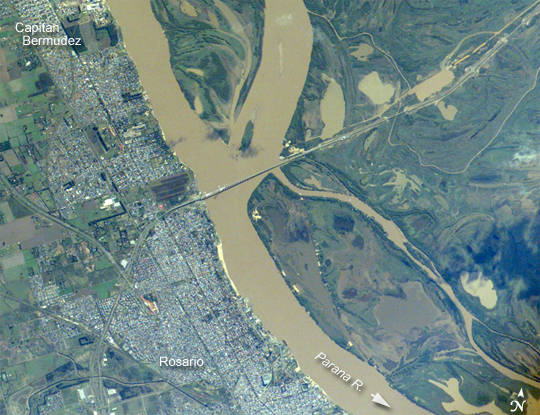 Capitan
Bermudez
Rosario
Parana R.
N